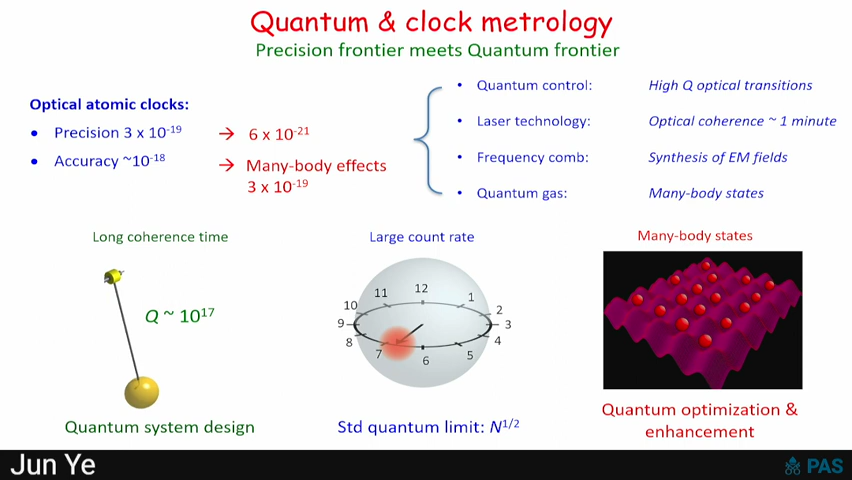 Quantum & clock metrology
Precision frontier meets Quantum frontier
Optical atomic clocks:
• Precision 3 x 10⁻¹⁹ → 6 x 10⁻²¹
• Accuracy ~10⁻¹⁸ → Many-body effects
3 x 10⁻¹⁹
• Quantum control: High Q optical transitions
• Laser technology: Optical coherence ~ 1 minute
• Frequency comb: Synthesis of EM fields
• Quantum gas: Many-body states
Long coherence time
Q ~ 10¹⁷
Quantum system design
Large count rate
12
1
2
3
4
5
6
7
8
9
10
11
Std quantum limit: N¹/²
Many-body states
Quantum optimization &
enhancement
Jun Ye
PAS